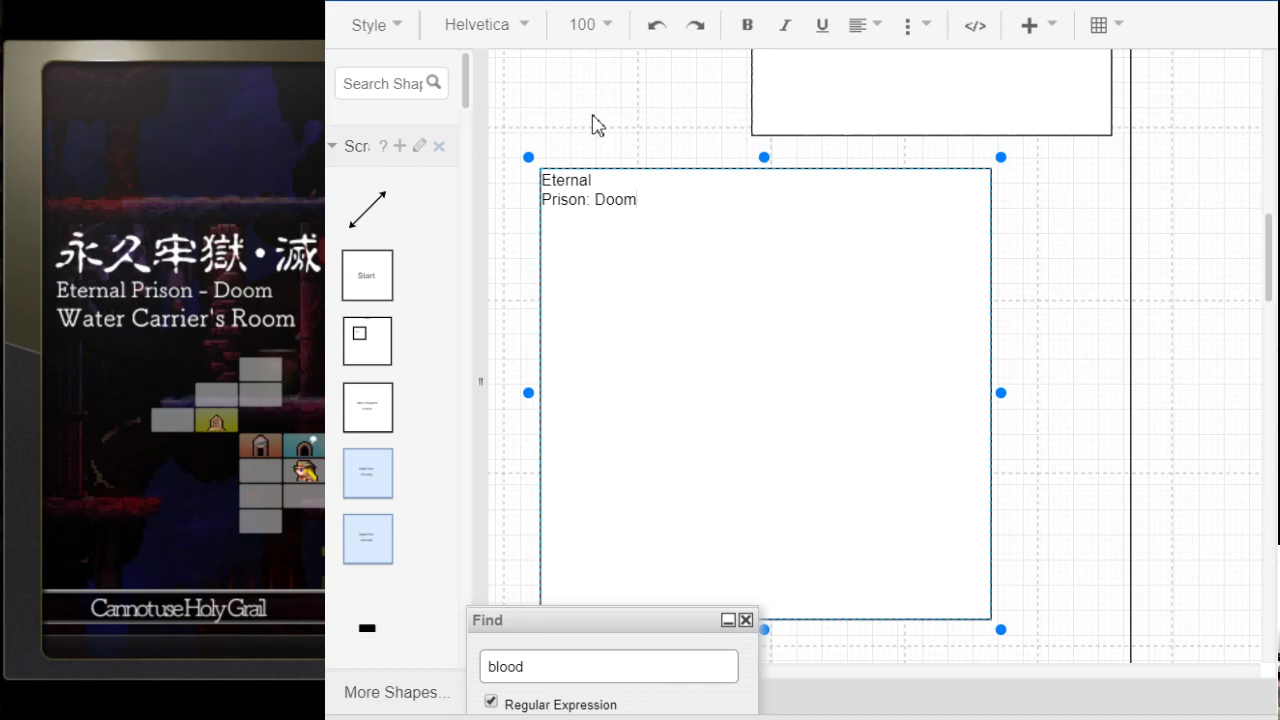 Style
Helvetica
100
B
I
U
</>
Search Shap
Scr
?
Start
More Shapes...
永久牢獄・滅
Eternal Prison - Doom
Water Carrier's Room
Cannot use Holy Grail
Eternal
Prison: Doom
Find
blood
Regular Expression